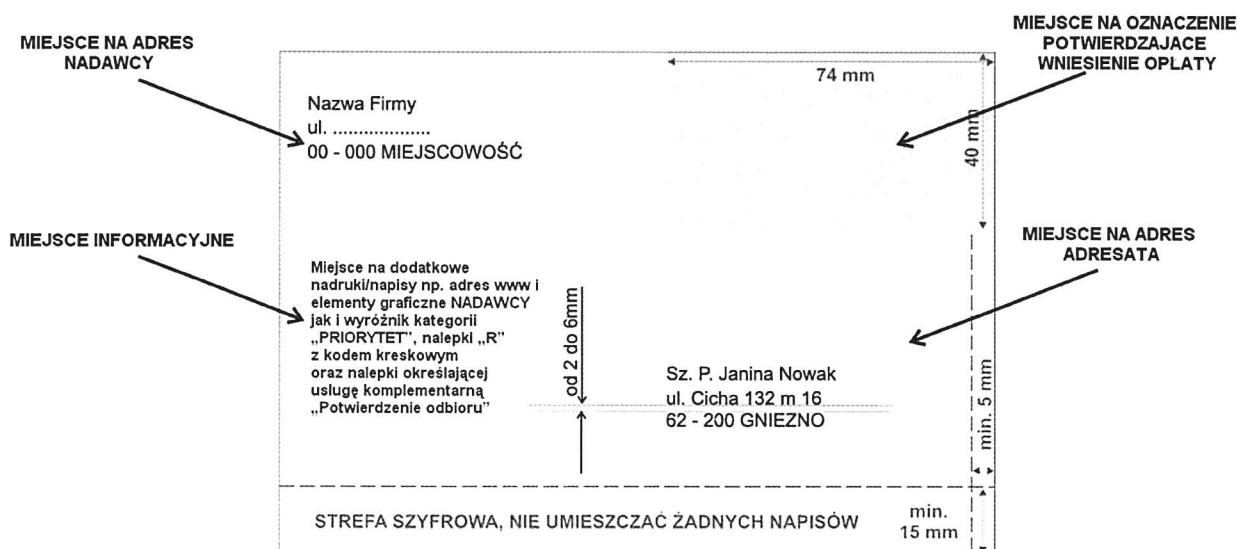 MIEJSCE NA ADRES
NADAWCY
MIEJSCE NA OZNACZENIE
POTWIERDZAJACE
WNIESIENIE OPLATY
74 mm
40 mm
Nazwa Firmy
ul. ...................
00 - 000 MIEJSCOWOŚĆ
MIEJSCE INFORMACYJNE
MIEJSCE NA ADRES
ADRESATA
Miejsce na dodatkowe
nadruki/napisy np. adres www i
elementy graficzne NADAWCY
jak i wyróżnik kategorii
„PRIORYTET”, nalepki „R”
z kodem kreskowym
oraz nalepki określającej
usługę komplementarną
„Potwierdzenie odbioru”
od 2 do 6mm
Sz. P. Janina Nowak
ul. Cicha 132 m 16
62 - 200 GNIEZNO
min. 5 mm
STREFA SZYFROWA, NIE UMIESZCZAĆ ŻADNYCH NAPISÓW
min.
15 mm